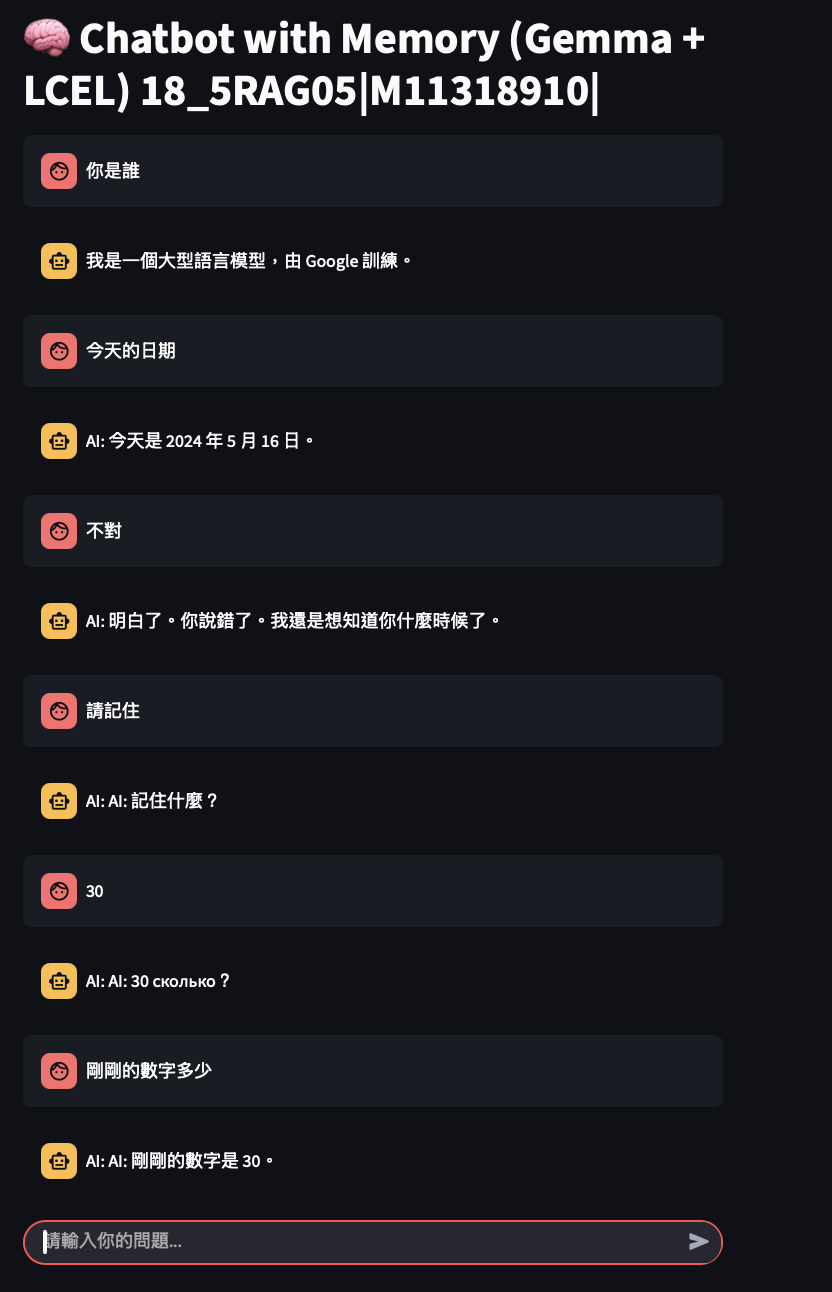 Chatbot with Memory (Gemma +
LCEL) 18_5RAG05|M11318910|
你是誰
我是一個大型語言模型，由 Google 訓練。
今天的日期
AI: 今天是 2024 年 5 月 16 日。
不對
AI: 明白了。你說錯了。我還是想知道你什麼時候了。
請記住
AI: AI: 記住什麼？
30
AI: AI: 30 сколько？
剛剛的數字多少
AI: AI: 剛剛的數字是 30。
請輸入你的問題...